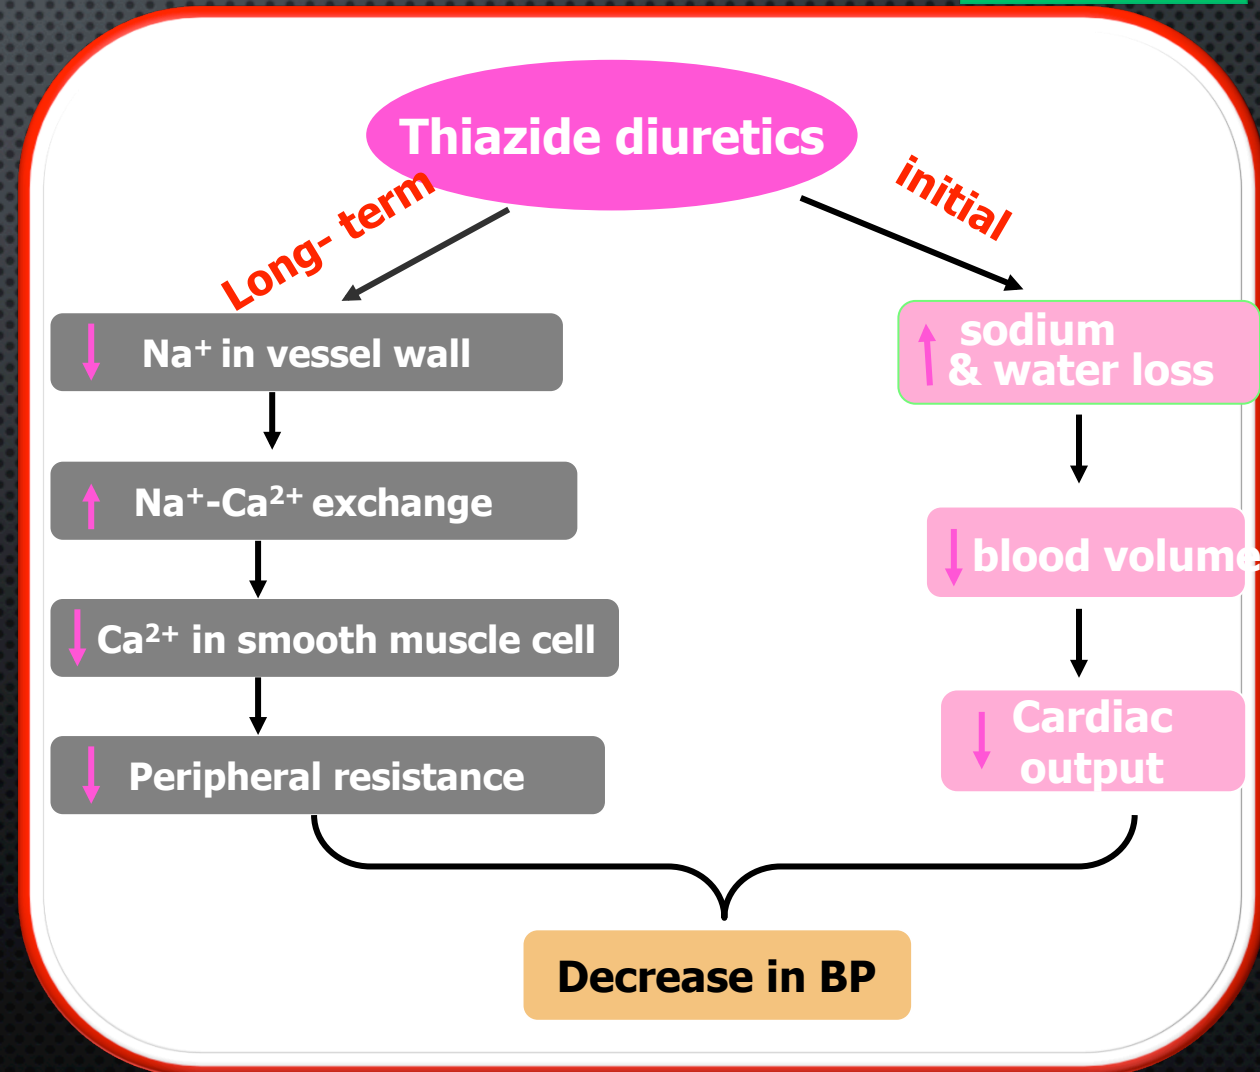 Thiazide diuretics
Long- term
initial
Na⁺ in vessel wall
Na⁺-Ca²⁺ exchange
Ca²⁺ in smooth muscle cell
Peripheral resistance
sodium
& water loss
blood volume
Cardiac
output
Decrease in BP